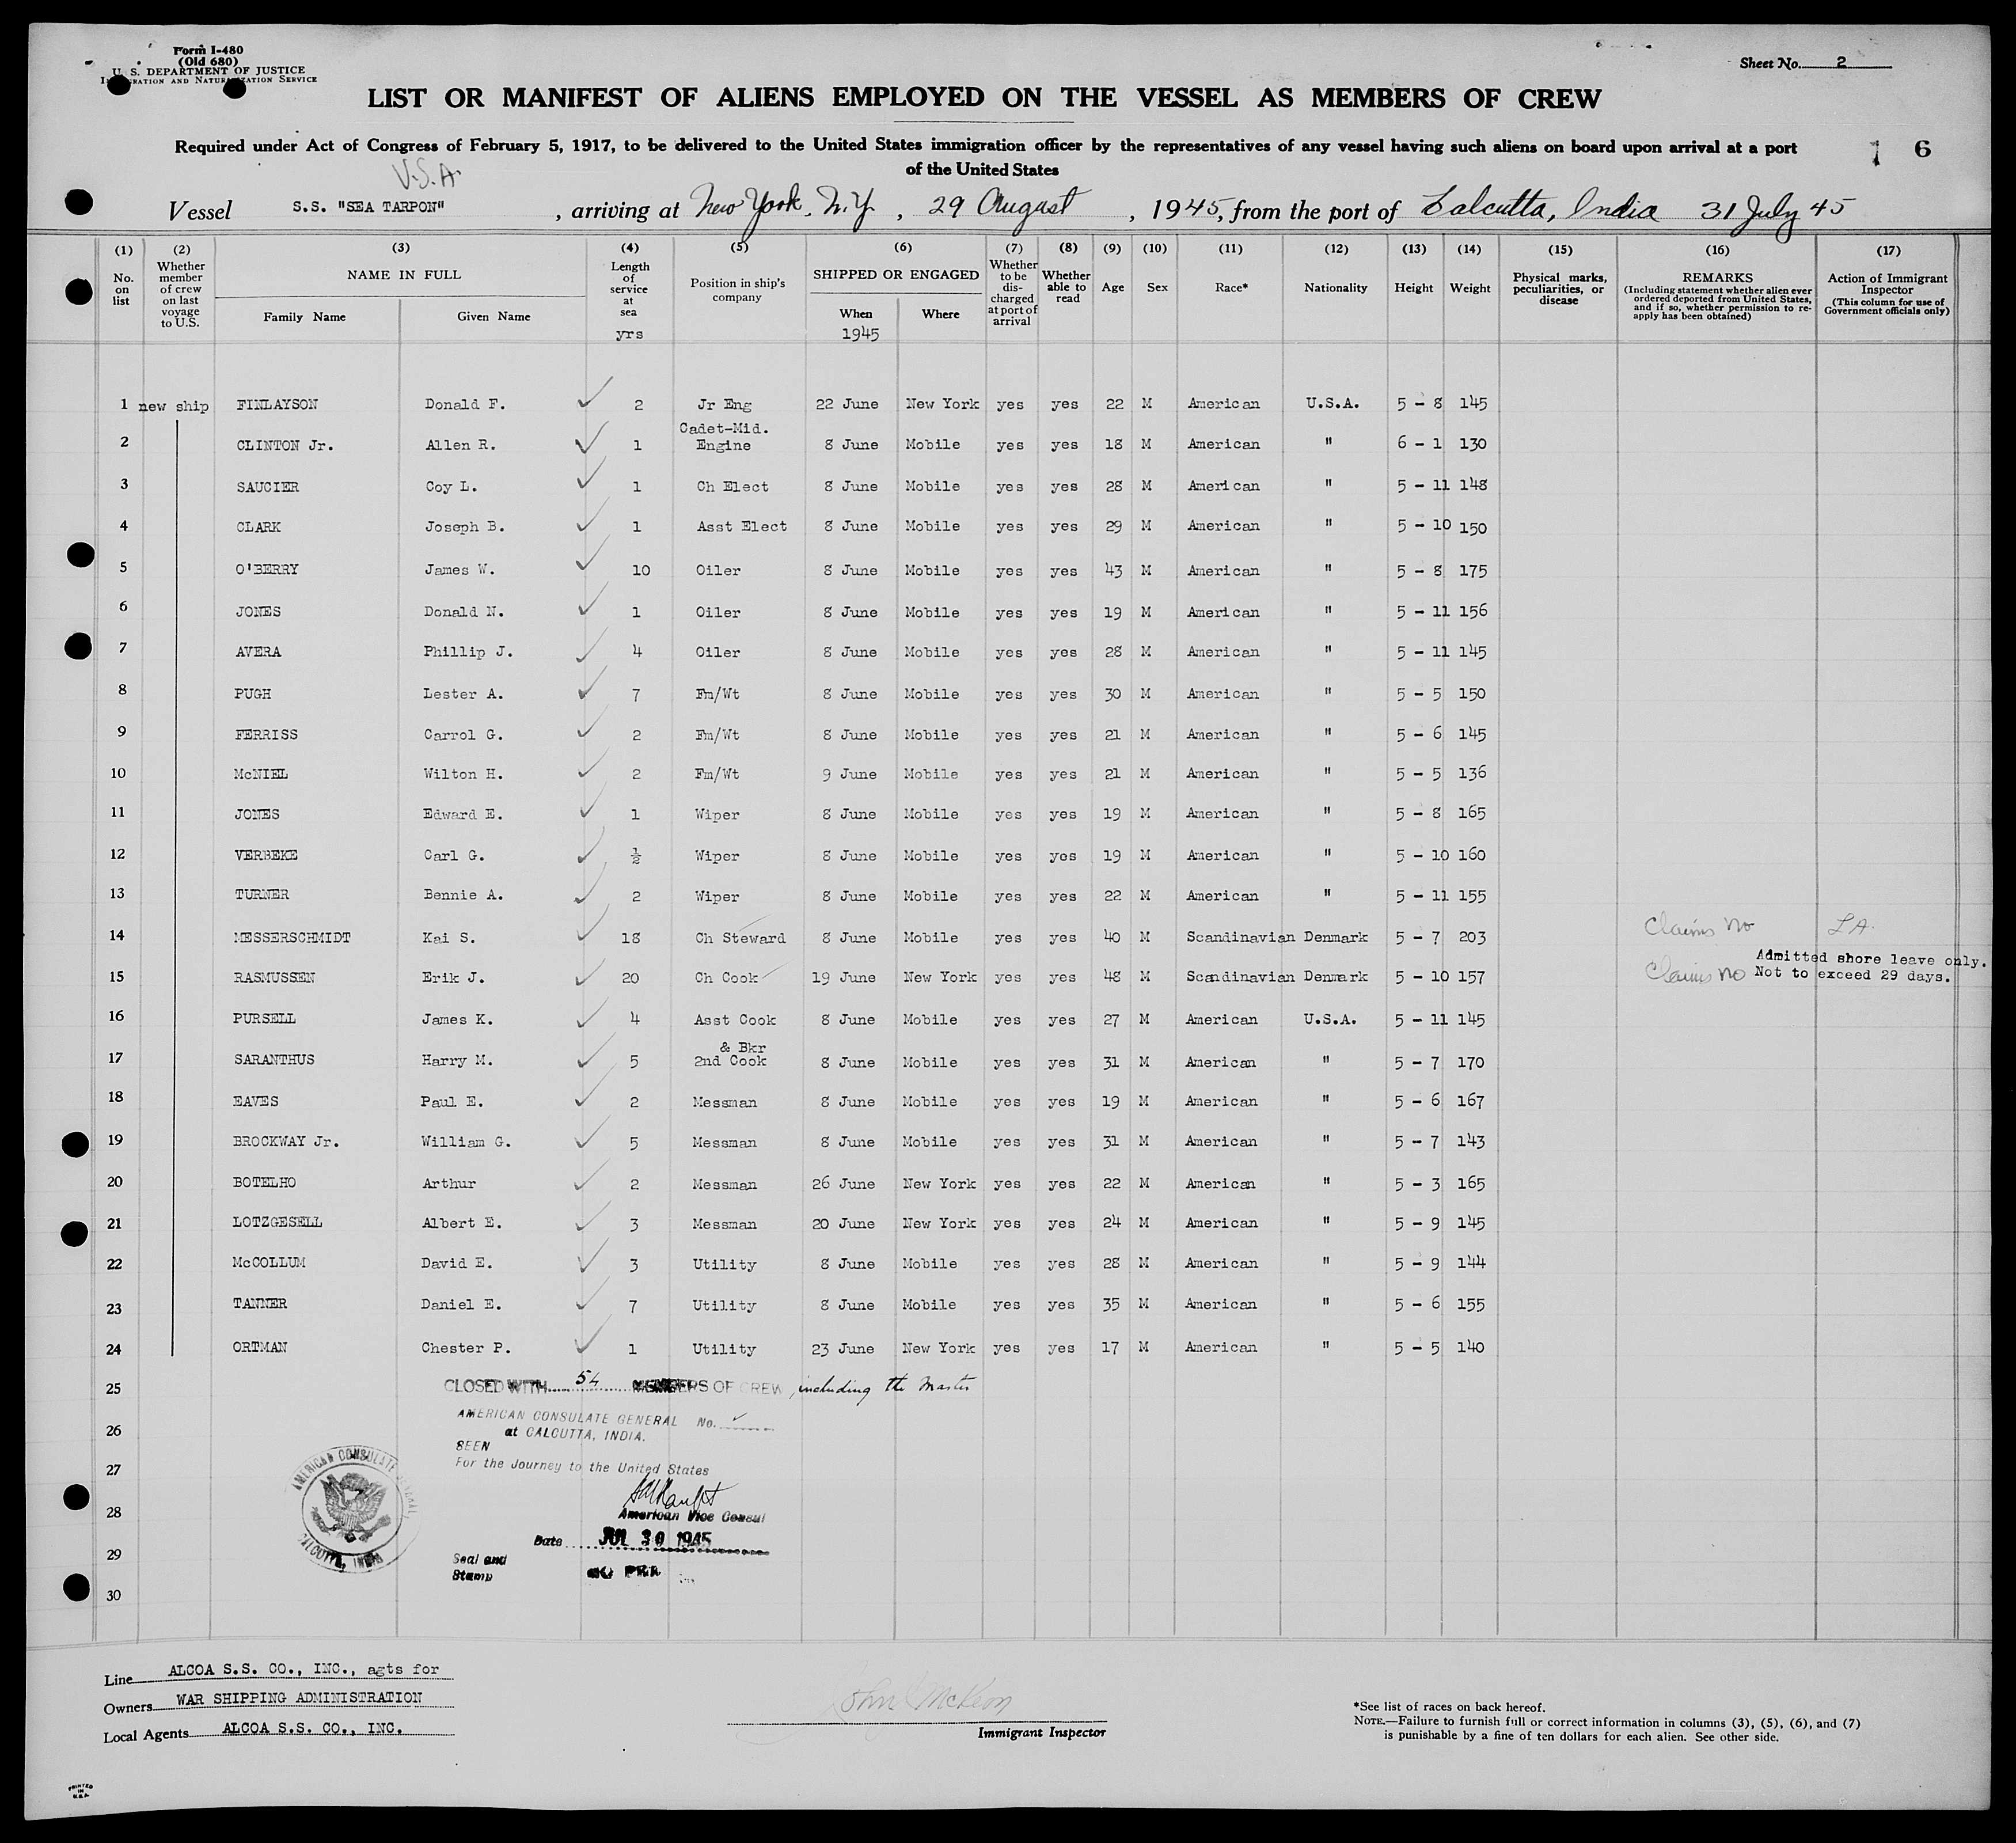 Form I-480
(Old 680)
U. S. DEPARTMENT OF JUSTICE
IMMIGRATION AND NATURALIZATION SERVICE
Sheet No. 2
LIST OR MANIFEST OF ALIENS EMPLOYED ON THE VESSEL AS MEMBERS OF CREW
Required under Act of Congress of February 5, 1917, to be delivered to the United States immigration officer by the representatives of any vessel having such aliens on board upon arrival at a port
of the United States
6
U.S.A.
Vessel S.S. "SEA TARPON", arriving at New York, N.Y., 29 August, 1945, from the port of Calcutta, India 31 July 45
(1) (2) (3) (4) (5) (6) (7) (8) (9) (10) (11) (12) (13) (14) (15) (16) (17)
No. on list
Whether member of crew on last voyage to U.S.
NAME IN FULL
Family Name Given Name
Length of service at sea
yrs
Position in ship's company
SHIPPED OR ENGAGED
When Where
1945
Whether to be discharged at port of arrival
Whether able to read
Age
Sex
Race*
Nationality
Height
Weight
Physical marks, peculiarities, or disease
REMARKS
(Including statement whether alien ever ordered deported from United States, and if so, whether permission to re-apply has been obtained)
Action of Immigrant Inspector
(This column for use of Government officials only)
1 new ship FINLAYSON Donald F. 2 Jr Eng 22 June New York yes yes 22 M American U.S.A. 5 - 8 145
2 CLINTON Jr. Allen R. 1 Cadet-Mid. Engine 8 June Mobile yes yes 18 M American " 6 - 1 130
3 SAUCIER Coy L. 1 Ch Elect 8 June Mobile yes yes 28 M American " 5 - 11 148
4 CLARK Joseph B. 1 Asst Elect 8 June Mobile yes yes 29 M American " 5 - 10 150
5 O'BERRY James W. 10 Oiler 8 June Mobile yes yes 43 M American " 5 - 8 175
6 JONES Donald N. 1 Oiler 8 June Mobile yes yes 19 M American " 5 - 11 156
7 AVERA Phillip J. 4 Oiler 8 June Mobile yes yes 28 M American " 5 - 11 145
8 PUGH Lester A. 7 Fm/Wt 8 June Mobile yes yes 30 M American " 5 - 5 150
9 FERRISS Carrol G. 2 Fm/Wt 8 June Mobile yes yes 21 M American " 5 - 6 145
10 McNIEL Wilton H. 2 Fm/Wt 9 June Mobile yes yes 21 M American " 5 - 5 136
11 JONES Edward E. 1 Wiper 8 June Mobile yes yes 19 M American " 5 - 8 165
12 VERBEKE Carl G. ½ Wiper 8 June Mobile yes yes 19 M American " 5 - 10 160
13 TURNER Bennie A. 2 Wiper 8 June Mobile yes yes 22 M American " 5 - 11 155
14 MESSERSCHMIDT Kai S. 18 Ch Steward 8 June Mobile yes yes 40 M Scandinavian Denmark 5 - 7 203 Claims No L.A.
Admitted shore leave only.
15 RASMUSSEN Erik J. 20 Ch Cook 19 June New York yes yes 48 M Scandinavian Denmark 5 - 10 157 Claims No Not to exceed 29 days.
16 PURSELL James K. 4 Asst Cook 8 June Mobile yes yes 27 M American U.S.A. 5 - 11 145
17 SARANTHUS Harry M. 5 & Bkr 2nd Cook 8 June Mobile yes yes 31 M American " 5 - 7 170
18 EAVES Paul E. 2 Messman 8 June Mobile yes yes 19 M American " 5 - 6 167
19 BROCKWAY Jr. William G. 5 Messman 8 June Mobile yes yes 31 M American " 5 - 7 143
20 BOTELHO Arthur 2 Messman 26 June New York yes yes 22 M American " 5 - 3 165
21 LOTZGESELL Albert E. 3 Messman 20 June New York yes yes 24 M American " 5 - 9 145
22 McCOLLUM David E. 3 Utility 8 June Mobile yes yes 28 M American " 5 - 9 144
23 TANNER Daniel E. 7 Utility 8 June Mobile yes yes 35 M American " 5 - 6 155
24 ORTMAN Chester P. 1 Utility 23 June New York yes yes 17 M American " 5 - 5 140
25 CLOSED WITH 54 MEMBERS OF CREW, including the Master
AMERICAN CONSULATE GENERAL No.
26 at CALCUTTA, INDIA.
SEEN
27 For the Journey to the United States
AMERICAN CONSULATE GENERAL CALCUTTA, INDIA
28 American Vice Consul
Date JUL 30 1945
29 Seal and
Stamp
30
Line ALCOA S.S. CO., INC., agts for
Owners WAR SHIPPING ADMINISTRATION
Local Agents ALCOA S.S. CO., INC.
John McKeon
Immigrant Inspector
*See list of races on back hereof.
NOTE.—Failure to furnish full or correct information in columns (3), (5), (6), and (7)
is punishable by a fine of ten dollars for each alien. See other side.
PRINTED
IN
U.S.A.